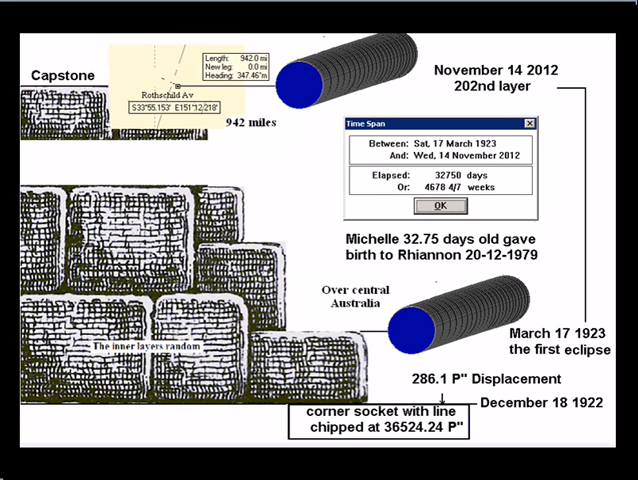 Capstone
Length: 942.0 mi
New leg: 0.0 mi
Heading: 347.46°m
Rothschild Av
S33°55.153' E151°12.218'
942 miles
November 14 2012
202nd layer
Time Span
Between: Sat, 17 March 1923
And: Wed, 14 November 2012
Elapsed: 32750 days
Or: 4678 4/7 weeks
OK
Michelle 32.75 days old gave
birth to Rhiannon 20-12-1979
Over central
Australia
The inner layers random
March 17 1923
the first eclipse
286.1 P" Displacement
December 18 1922
corner socket with line
chipped at 36524.24 P"